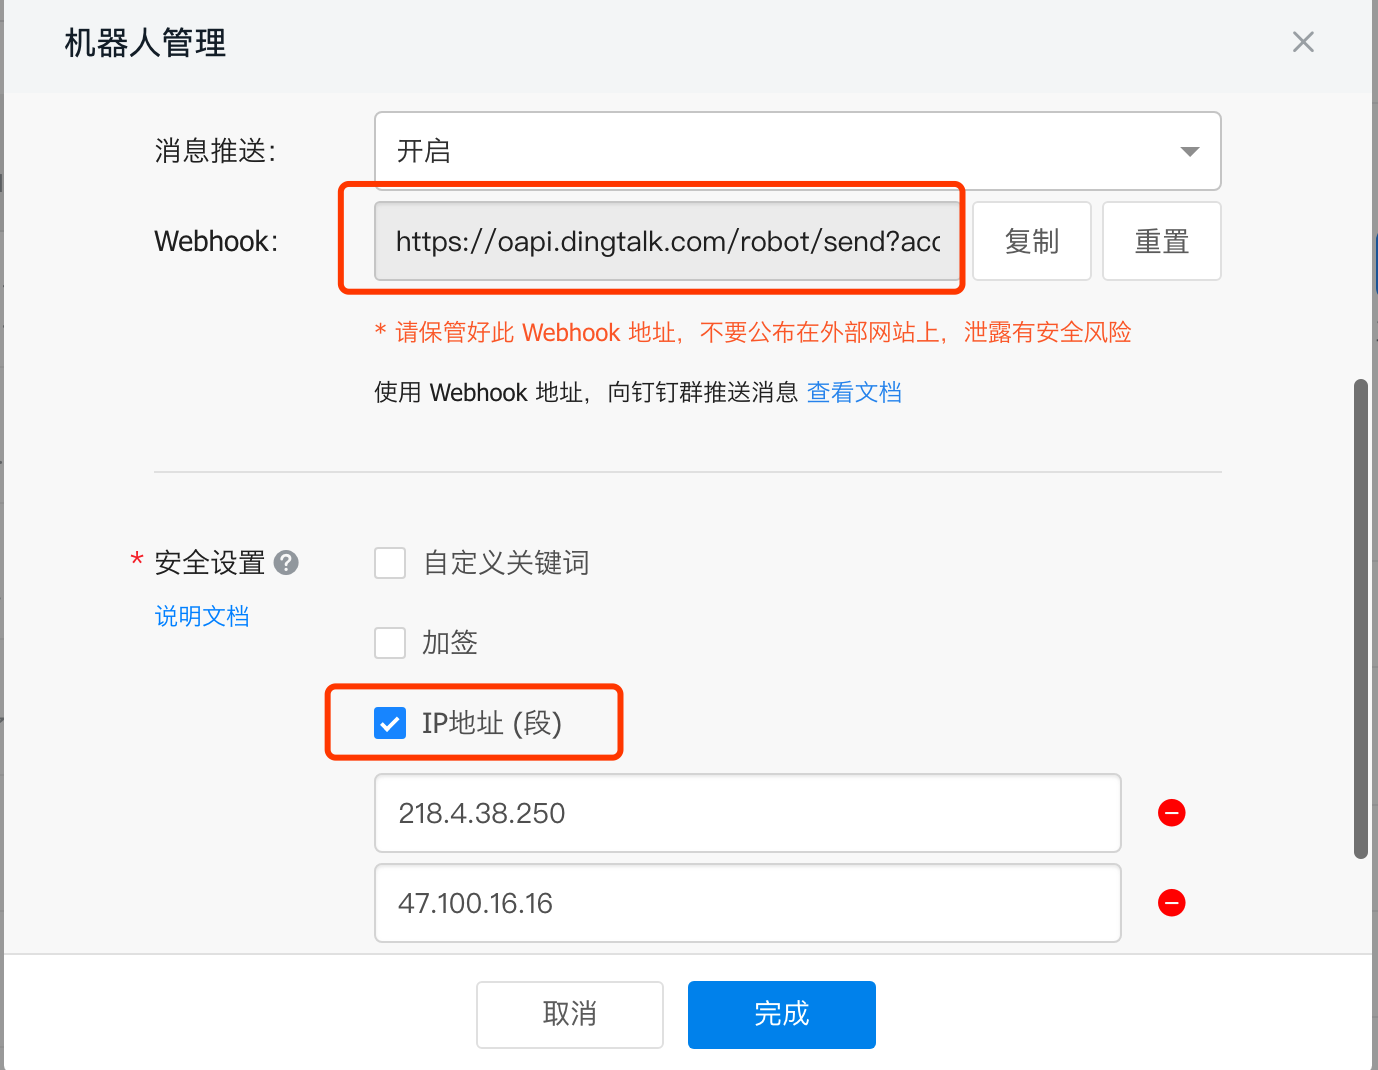 机器人管理
消息推送:
开启
Webhook:
https://oapi.dingtalk.com/robot/send?acc
复制
重置
* 请保管好此 Webhook 地址，不要公布在外部网站上，泄露有安全风险
使用 Webhook 地址，向钉钉群推送消息 查看文档
* 安全设置 ?
自定义关键词
说明文档
加签
IP地址 (段)
218.4.38.250
47.100.16.16
取消
完成